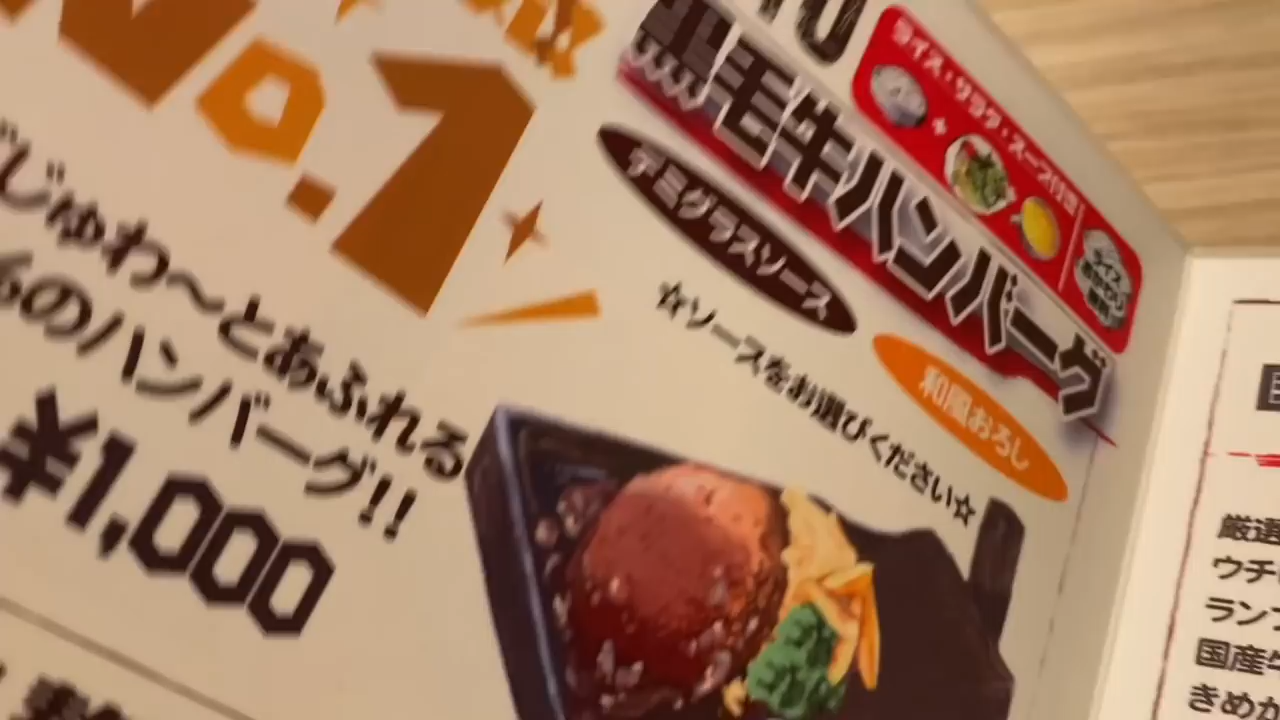 No.1
じゅわ〜とあふれる
%のハンバーグ!!
¥1,000
黒毛牛ハンバーグ
ライス・サラダ・スープ付き
デミグラスソース
和風おろし
☆ソースをお選びください☆
厳選
ウチ
ラン
国産牛
きめか